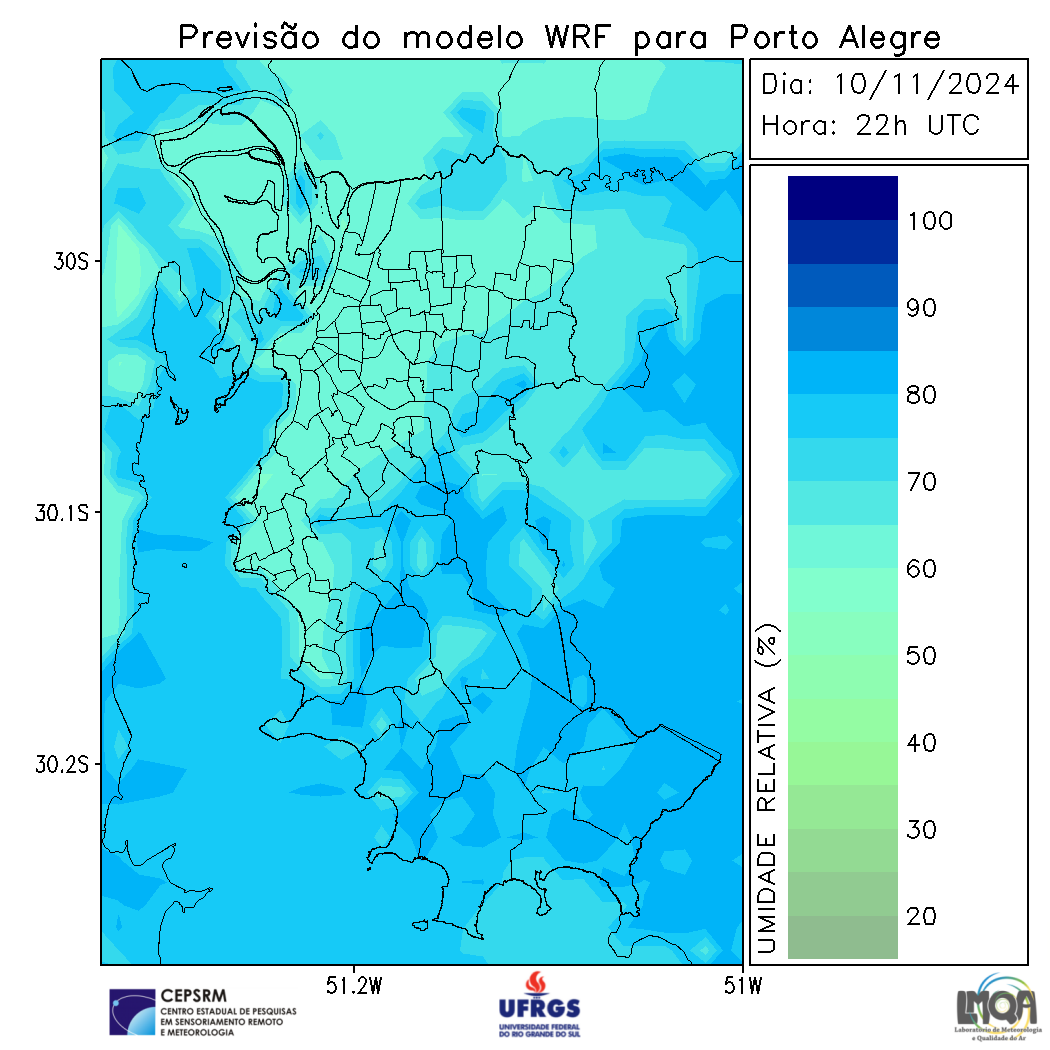 Previsão do modelo WRF para Porto Alegre
Dia: 10/11/2024
Hora: 22h UTC
30S
30.1S
30.2S
51.2W
51W
UMIDADE RELATIVA (%)
100
90
80
70
60
50
40
30
20
CEPSRM
CENTRO ESTADUAL DE PESQUISAS
EM SENSORIAMENTO REMOTO
E METEOROLOGIA
UFRGS
UNIVERSIDADE FEDERAL
DO RIO GRANDE DO SUL
LMQA
Laboratório de Meteorologia
e Qualidade do Ar